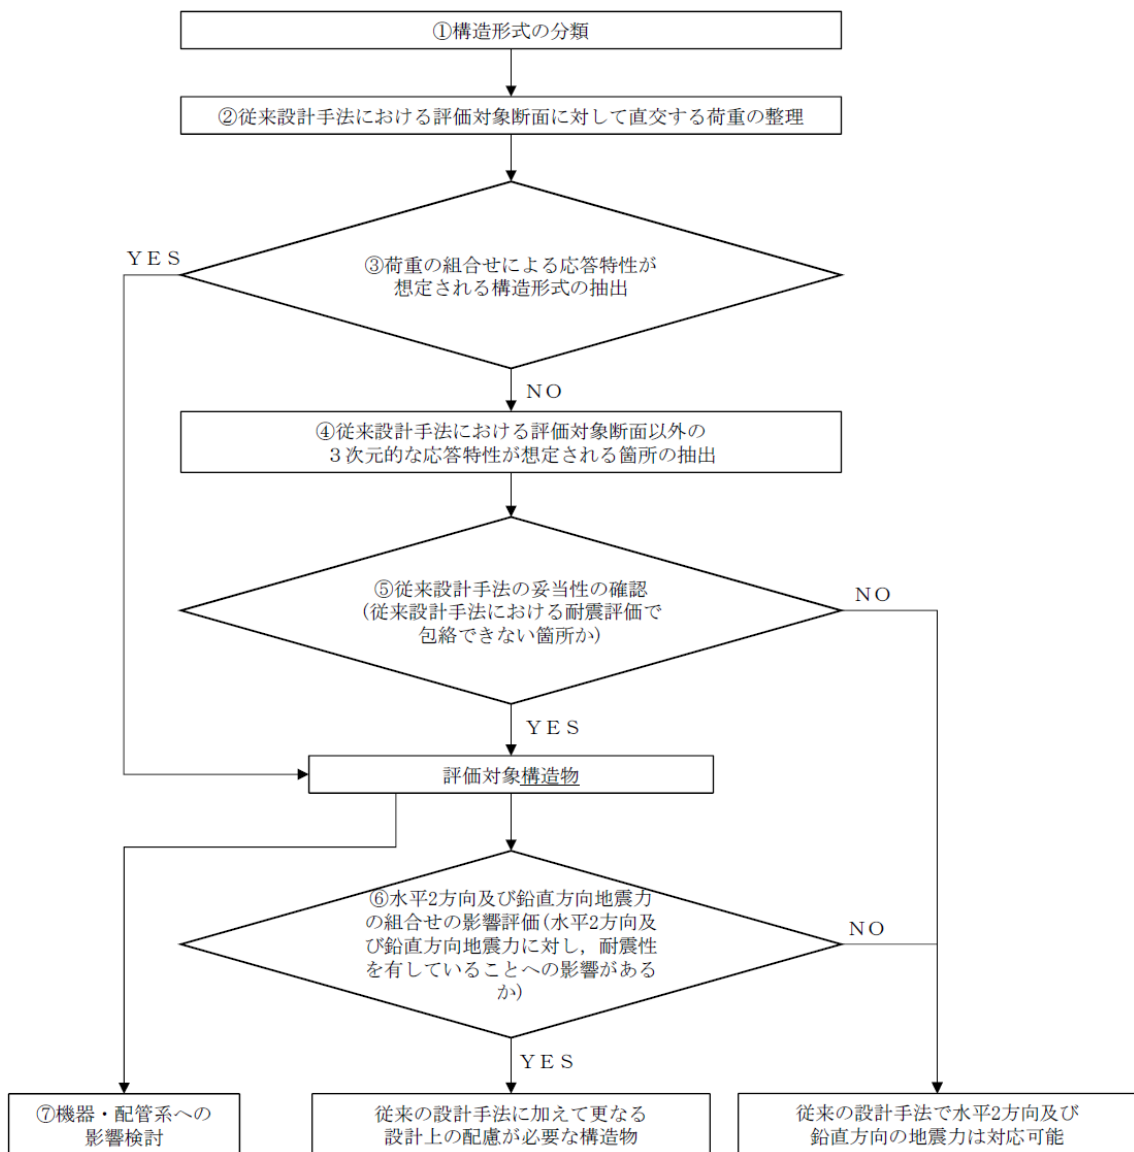 ①構造形式の分類
②従来設計手法における評価対象断面に対して直交する荷重の整理
YES
③荷重の組合せによる応答特性が
想定される構造形式の抽出
NO
④従来設計手法における評価対象断面以外の
3次元的な応答特性が想定される箇所の抽出
⑤従来設計手法の妥当性の確認
(従来設計手法における耐震評価で
包絡できない箇所か)
NO
YES
評価対象構造物
⑥水平2方向及び鉛直方向地震力
の組合せの影響評価(水平2方向及
び鉛直方向地震力に対し，耐震性
を有していることへの影響がある
か)
NO
YES
⑦機器・配管系への
影響検討
従来の設計手法に加えて更なる
設計上の配慮が必要な構造物
従来の設計手法で水平2方向及び
鉛直方向の地震力は対応可能